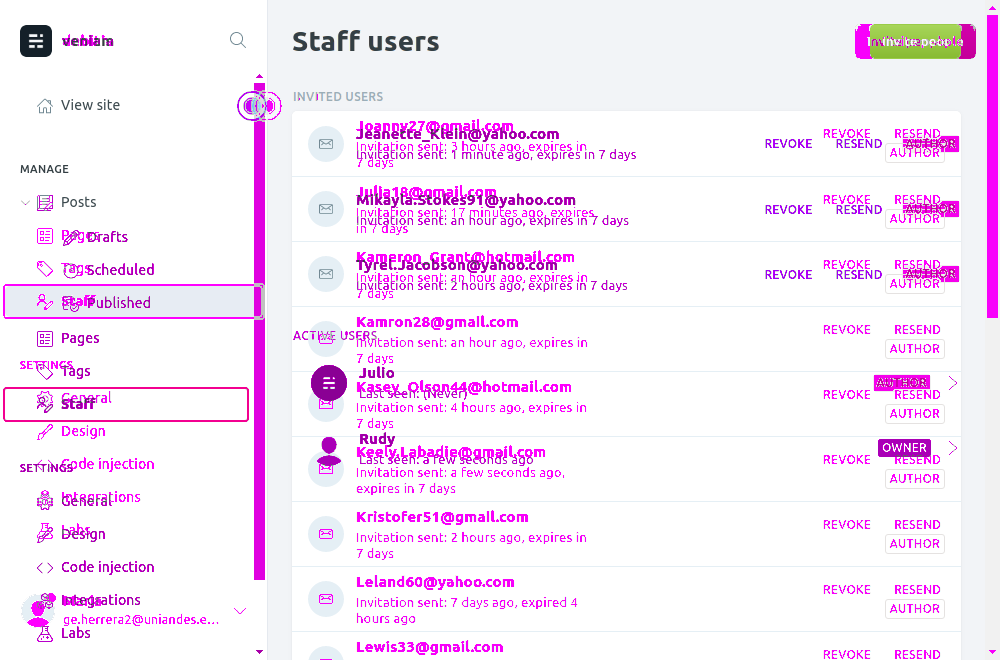 Staff users
View site
INVITED USERS
MANAGE
Posts
Pages
Drafts
Tags
Scheduled
Staff
Published
Pages
SETTINGS
Tags
General
Staff
Design
SETTINGS
Code injection
Integrations
General
Labs
Design
Code injection
Integrations
ge.herrera2@uniandes.e...
Labs
Joanny27@gmail.com
Jeanette_Klein@yahoo.com
Invitation sent: 3 hours ago, expires in
7 days
Invitation sent: 1 minute ago, expires in 7 days
REVOKE RESEND
REVOKE RESEND AUTHOR
AUTHOR
Julia18@gmail.com
Mikayla.Stokes91@yahoo.com
Invitation sent: 17 minutes ago, expires
in 7 days
Invitation sent: an hour ago, expires in 7 days
REVOKE RESEND
REVOKE RESEND AUTHOR
AUTHOR
Kameron_Grant@hotmail.com
Tyrel.Jacobson@yahoo.com
Invitation sent: an hour ago, expires in
7 days
Invitation sent: 2 hours ago, expires in 7 days
REVOKE RESEND
REVOKE RESEND AUTHOR
AUTHOR
Kamron28@gmail.com
ACTIVE USERS
Invitation sent: an hour ago, expires in
7 days
REVOKE RESEND
AUTHOR
Julio
Last seen: (Never)
AUTHOR
Kasey_Olson44@hotmail.com
Invitation sent: 4 hours ago, expires in
7 days
REVOKE RESEND
AUTHOR
Rudy
Last seen: a few seconds ago
OWNER
Keely.Labadie@gmail.com
Invitation sent: a few seconds ago,
expires in 7 days
REVOKE RESEND
AUTHOR
Kristofer51@gmail.com
Invitation sent: 2 hours ago, expires in
7 days
REVOKE RESEND
AUTHOR
Leland60@yahoo.com
Invitation sent: 7 days ago, expired 4
hours ago
REVOKE RESEND
AUTHOR
Lewis33@gmail.com
REVOKE RESEND